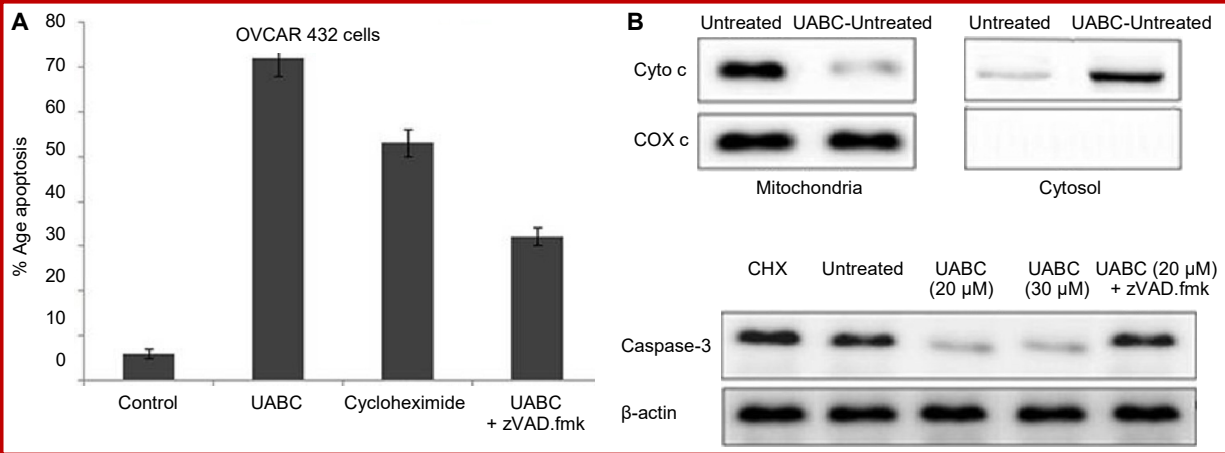 A
80
70
60
50
40
30
20
10
0
% Age apoptosis
OVCAR 432 cells
Control
UABC
Cycloheximide
UABC
+ zVAD.fmk
B
Untreated
UABC-Untreated
Untreated
UABC-Untreated
Cyto c
COX c
Mitochondria
Cytosol
CHX
Untreated
UABC
(20 µM)
UABC
(30 µM)
UABC (20 µM)
+ zVAD.fmk
Caspase-3
β-actin